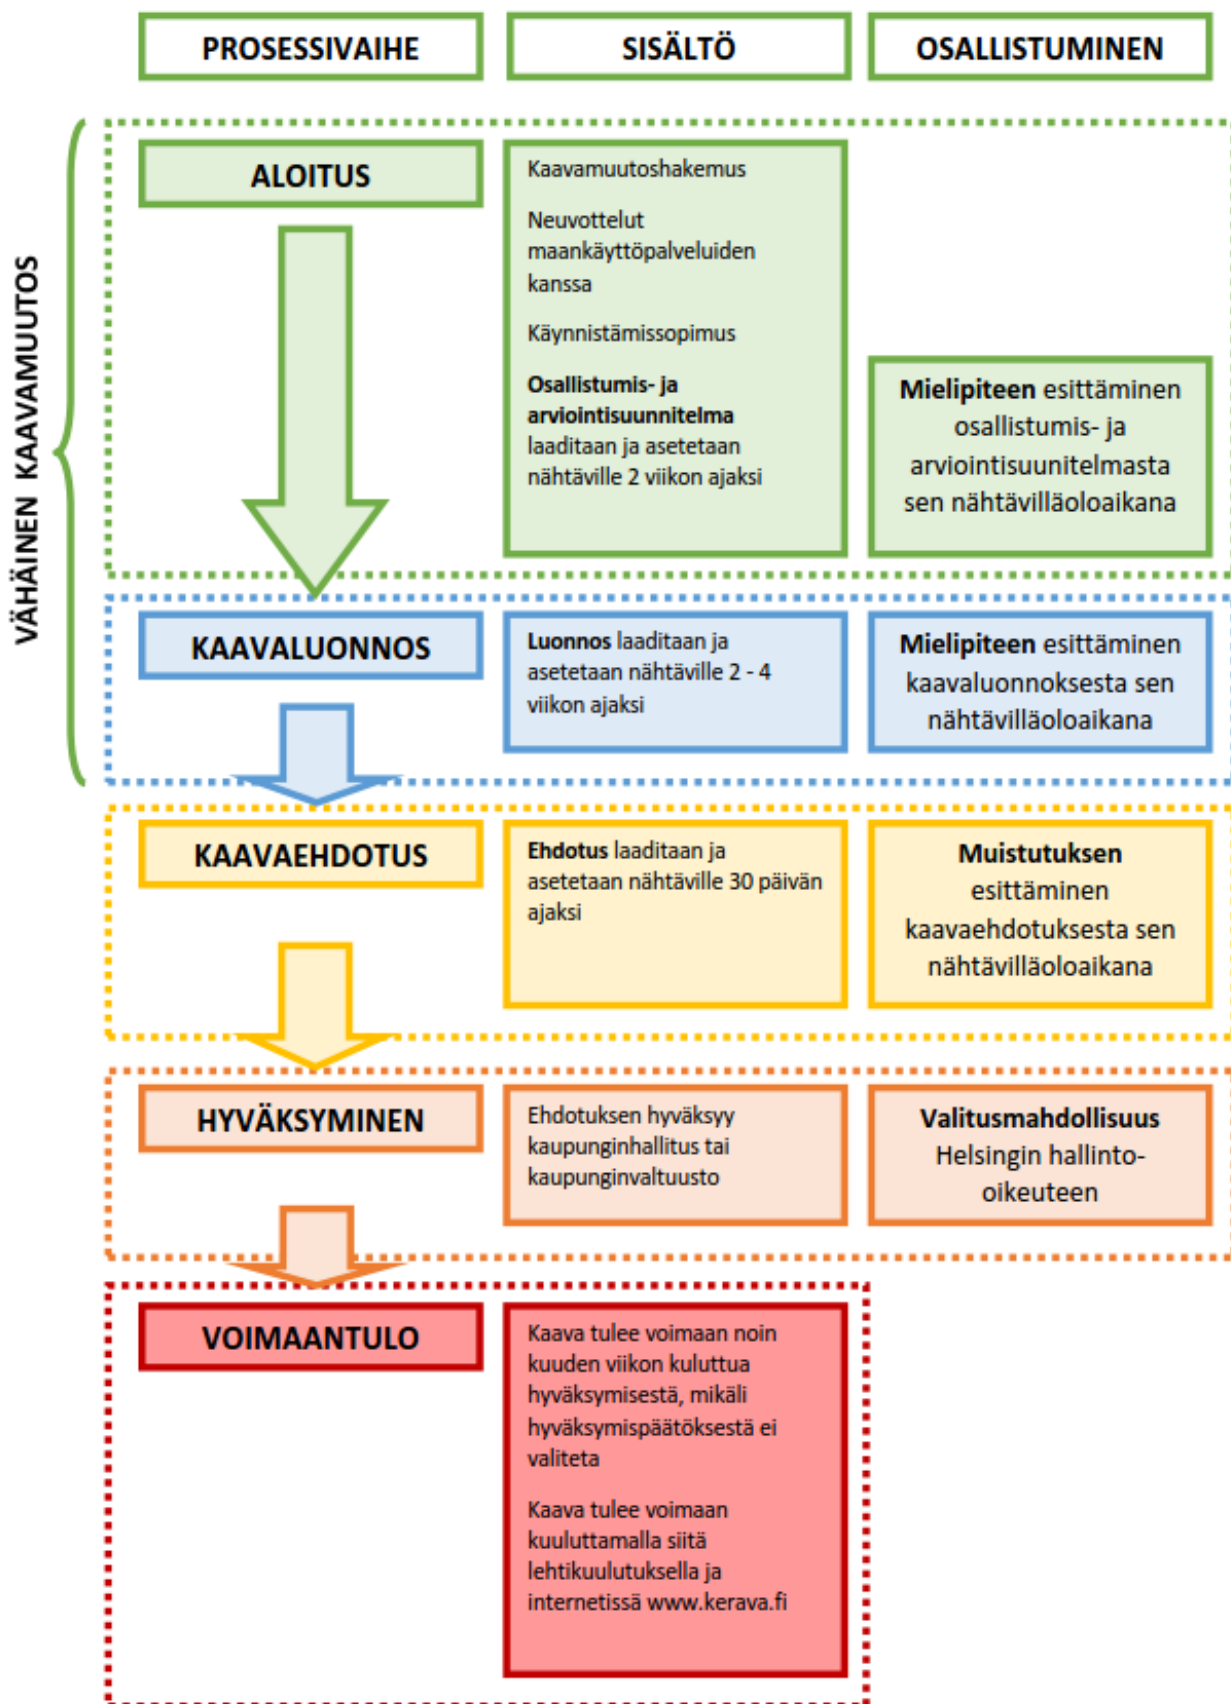 PROSESSIVAIHE
SISÄLTÖ
OSALLISTUMINEN
VÄHÄINEN KAAVAMUUTOS
ALOITUS
Kaavamuutoshakemus
Neuvottelut
maankäyttöpalveluiden
kanssa
Käynnistämissopimus
Osallistumis- ja
arviointisuunnitelma
laaditaan ja asetetaan
nähtäville 2 viikon ajaksi
Mielipiteen esittäminen
osallistumis- ja
arviointisuunitelmasta
sen nähtävilläoloaikana
KAAVALUONNOS
Luonnos laaditaan ja
asetetaan nähtäville 2 - 4
viikon ajaksi
Mielipiteen esittäminen
kaavaluonnoksesta sen
nähtävilläoloaikana
KAAVAEHDOTUS
Ehdotus laaditaan ja
asetetaan nähtäville 30 päivän
ajaksi
Muistutuksen
esittäminen
kaavaehdotuksesta sen
nähtävilläoloaikana
HYVÄKSYMINEN
Ehdotuksen hyväksyy
kaupunginhallitus tai
kaupunginvaltuusto
Valitusmahdollisuus
Helsingin hallinto-
oikeuteen
VOIMAANTULO
Kaava tulee voimaan noin
kuuden viikon kuluttua
hyväksymisestä, mikäli
hyväksymispäätöksestä ei
valiteta
Kaava tulee voimaan
kuuluttamalla siitä
lehtikuulutuksella ja
internetissä www.kerava.fi